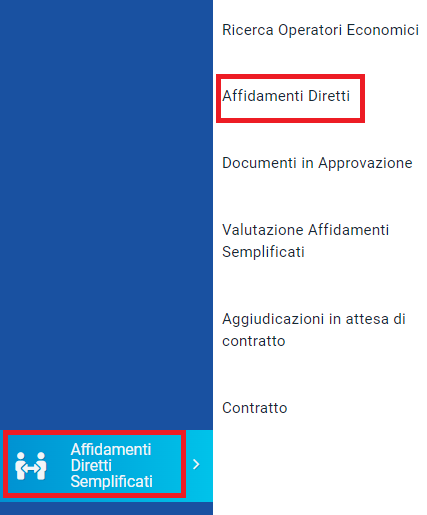 Ricerca Operatori Economici
Affidamenti Diretti
Documenti in Approvazione
Valutazione Affidamenti
Semplificati
Aggiudicazioni in attesa di
contratto
Contratto
Affidamenti
Diretti
Semplificati